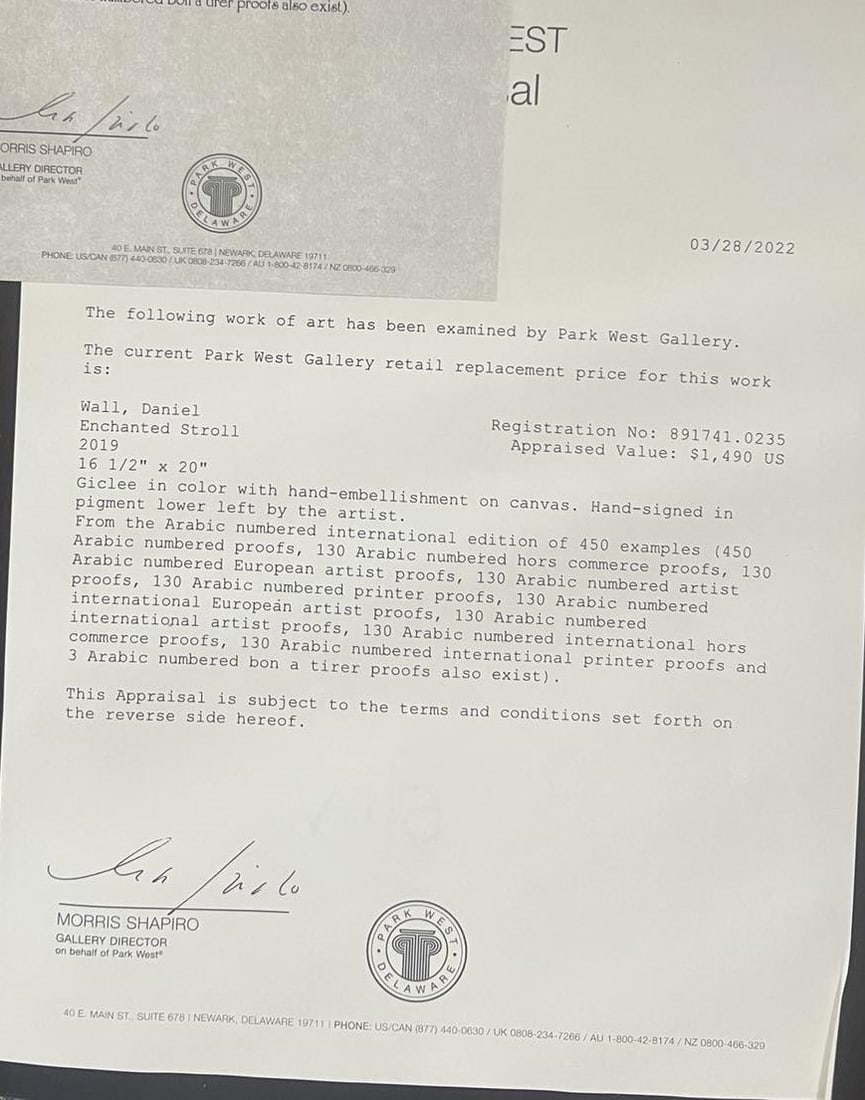 bon a tirer proofs also exist).
EST
al
ORRIS SHAPIRO
ALLERY DIRECTOR
behalf of Park West®
PARK WEST
DELAWARE
40 E. MAIN ST., SUITE 678 | NEWARK, DELAWARE 19711
PHONE: US/CAN (877) 440-0630 / UK 0808-234-7266 / AU 1-800-42-8174 / NZ 0800-466-329
03/28/2022
The following work of art has been examined by Park West Gallery.
The current Park West Gallery retail replacement price for this work
is:
Wall, Daniel
Enchanted Stroll
2019
16 1/2" x 20"
Registration No: 891741.0235
Appraised Value: $1,490 US
Giclee in color with hand-embellishment on canvas. Hand-signed in
pigment lower left by the artist.
From the Arabic numbered international edition of 450 examples (450
Arabic numbered proofs, 130 Arabic numbered hors commerce proofs, 130
Arabic numbered European artist proofs, 130 Arabic numbered artist
proofs, 130 Arabic numbered printer proofs, 130 Arabic numbered
international European artist proofs, 130 Arabic numbered
international artist proofs, 130 Arabic numbered international hors
commerce proofs, 130 Arabic numbered international printer proofs and
3 Arabic numbered bon a tirer proofs also exist).
This Appraisal is subject to the terms and conditions set forth on
the reverse side hereof.
MORRIS SHAPIRO
GALLERY DIRECTOR
on behalf of Park West®
PARK WEST
DELAWARE
40 E. MAIN ST., SUITE 678 | NEWARK, DELAWARE 19711 | PHONE: US/CAN (877) 440-0630 / UK 0808-234-7266 / AU 1-800-42-8174 / NZ 0800-466-329